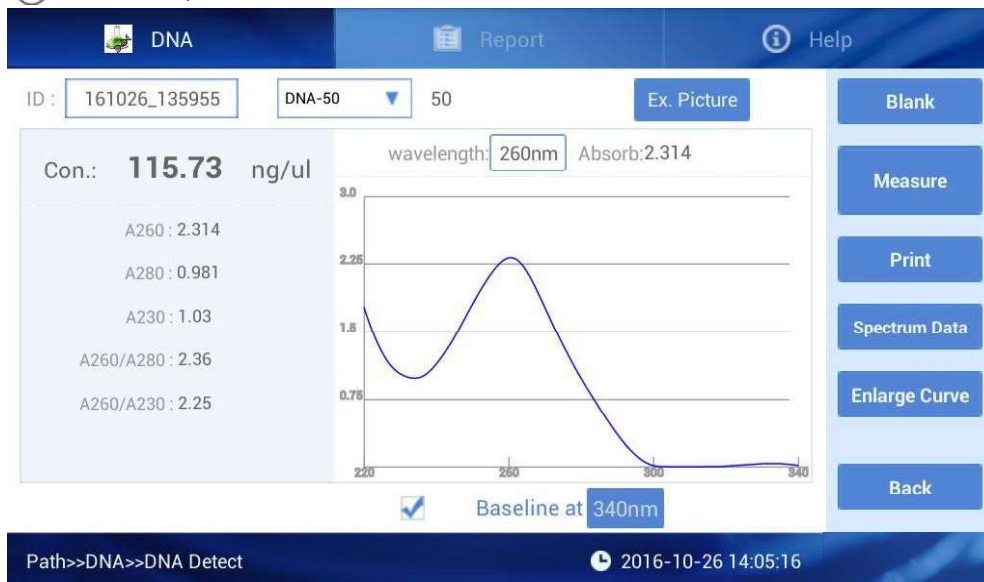 DNA
Report
Help
ID : 161026_135955 DNA-50 50 Ex. Picture
Blank
Con.: 115.73 ng/ul
wavelength: 260nm Absorb:2.314
Measure
A260 : 2.314
A280 : 0.981
A230 : 1.03
A260/A280 : 2.36
A260/A230 : 2.25
3.0
2.25
1.5
0.75
220 260 300 340
Print
Spectrum Data
Enlarge Curve
Back
Baseline at 340nm
Path>>DNA>>DNA Detect
2016-10-26 14:05:16